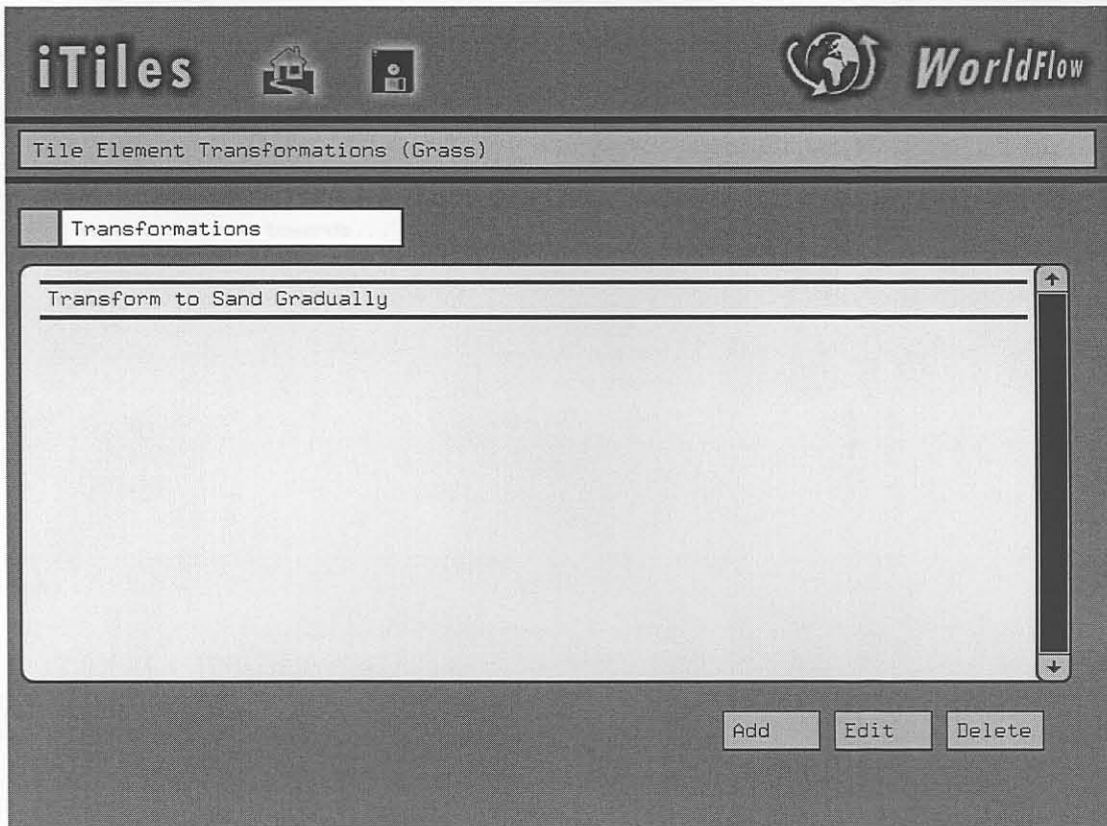 iTiles
WorldFlow
Tile Element Transformations (Grass)
Transformations
Transform to Sand Gradually
Add
Edit
Delete